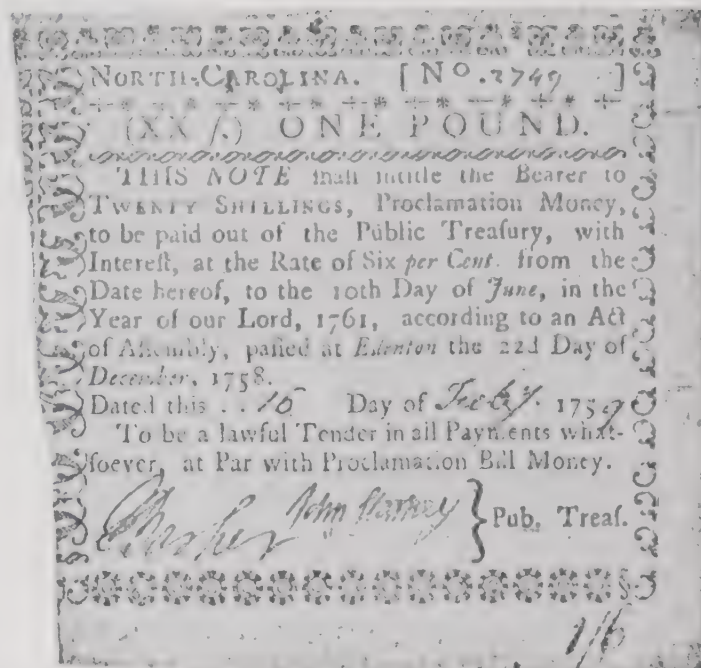 NORTH-CAROLINA. [ No. 2749 ]
(XX /.) ONE POUND.
THIS NOTE shall intitle the Bearer to
TWENTY SHILLINGS, Proclamation Money,
to be paid out of the Public Treaſury, with
Intereſt, at the Rate of Six per Cent. from the
Date hereof, to the 10th Day of June, in the
Year of our Lord, 1761, according to an Act
of Aſſembly, paſſed at Edenton the 22d Day of
December, 1758.
Dated this . . 16 Day of Feb'y. 1759
To be a lawful Tender in all Payments what-
ſoever, at Par with Proclamation Bill Money.
John Starkey } Pub. Treaſ.
1/6